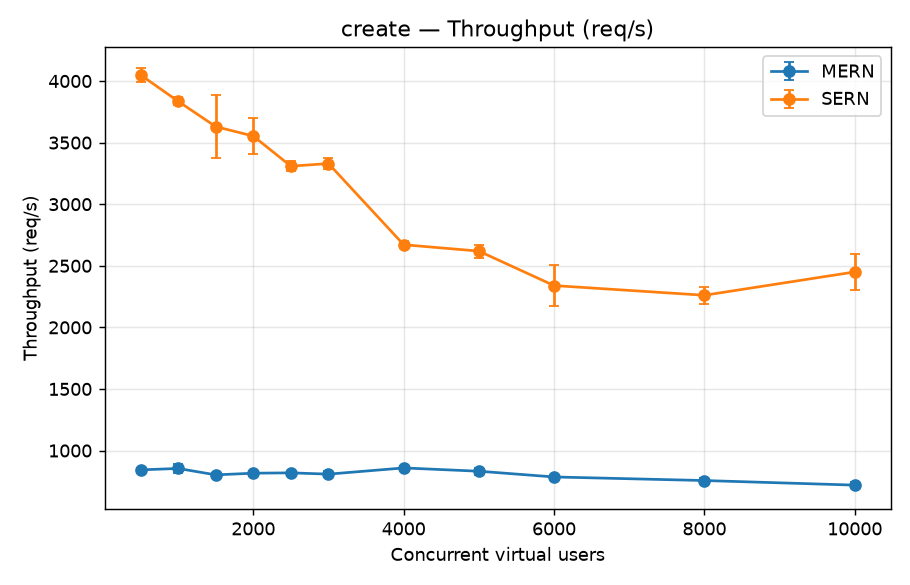 create — Throughput (req/s)
MERN
SERN
Throughput (req/s)
4000
3500
3000
2500
2000
1500
1000
2000
4000
6000
8000
10000
Concurrent virtual users